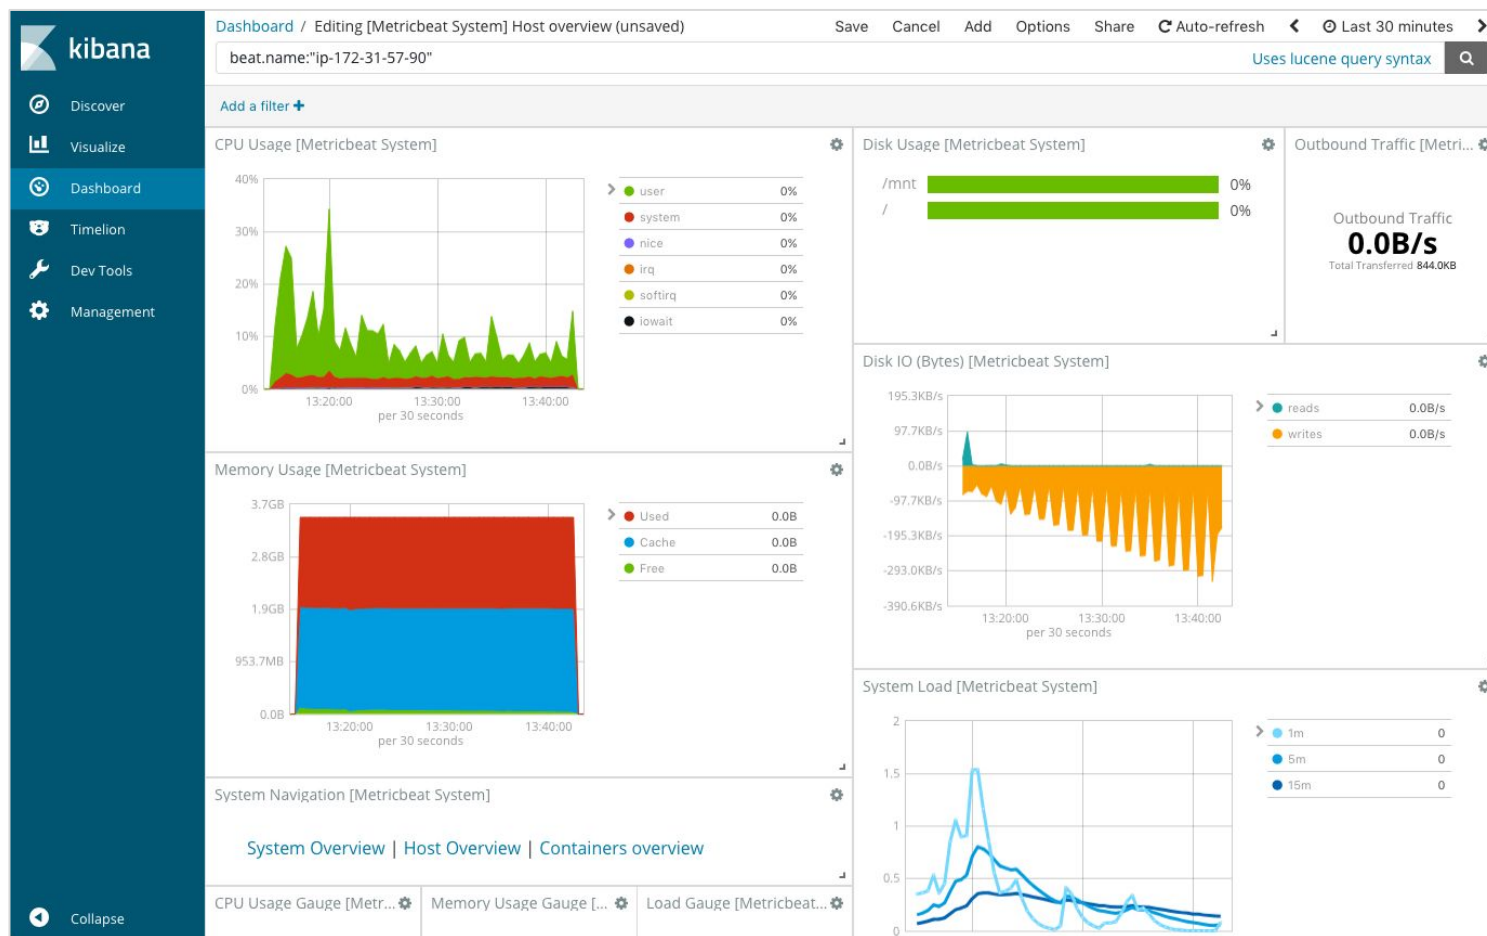 kibana
Discover
Visualize
Dashboard
Timelion
Dev Tools
Management
Collapse
Dashboard / Editing [Metricbeat System] Host overview (unsaved)
Save Cancel Add Options Share Auto-refresh Last 30 minutes
beat.name:"ip-172-31-57-90"
Uses lucene query syntax
Add a filter +
CPU Usage [Metricbeat System]
40%
30%
20%
10%
0%
13:20:00 13:30:00 13:40:00
per 30 seconds
user 0%
system 0%
nice 0%
irq 0%
softirq 0%
iowait 0%
Disk Usage [Metricbeat System]
/mnt 0%
/ 0%
Outbound Traffic [Metri...
Outbound Traffic
0.0B/s
Total Transferred 844.0KB
Memory Usage [Metricbeat System]
3.7GB
2.8GB
1.9GB
953.7MB
0.0B
13:20:00 13:30:00 13:40:00
per 30 seconds
Used 0.0B
Cache 0.0B
Free 0.0B
Disk IO (Bytes) [Metricbeat System]
195.3KB/s
97.7KB/s
0.0B/s
-97.7KB/s
-195.3KB/s
-293.0KB/s
-390.6KB/s
13:20:00 13:30:00 13:40:00
per 30 seconds
reads 0.0B/s
writes 0.0B/s
System Navigation [Metricbeat System]
System Overview | Host Overview | Containers overview
System Load [Metricbeat System]
2
1.5
1
0.5
0
1m 0
5m 0
15m 0
CPU Usage Gauge [Metr...
Memory Usage Gauge [...
Load Gauge [Metricbeat...